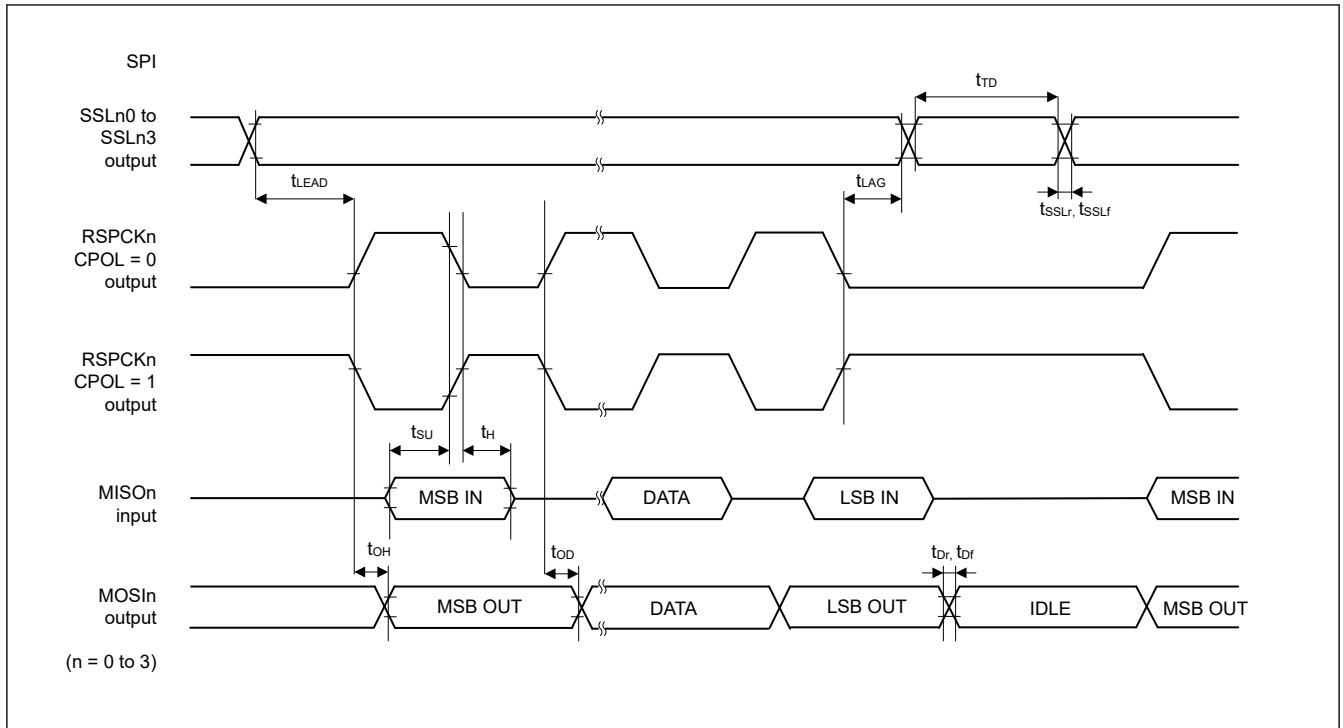 SPI
tTD
SSLn0 to
SSLn3
output
tLEAD
tLAG
tSSLr, tSSLf
RSPCKn
CPOL = 0
output
RSPCKn
CPOL = 1
output
tSU
tH
MISOn
input
MSB IN
DATA
LSB IN
MSB IN
tOH
tOD
tDr, tDf
MOSIn
output
MSB OUT
DATA
LSB OUT
IDLE
MSB OUT
(n = 0 to 3)